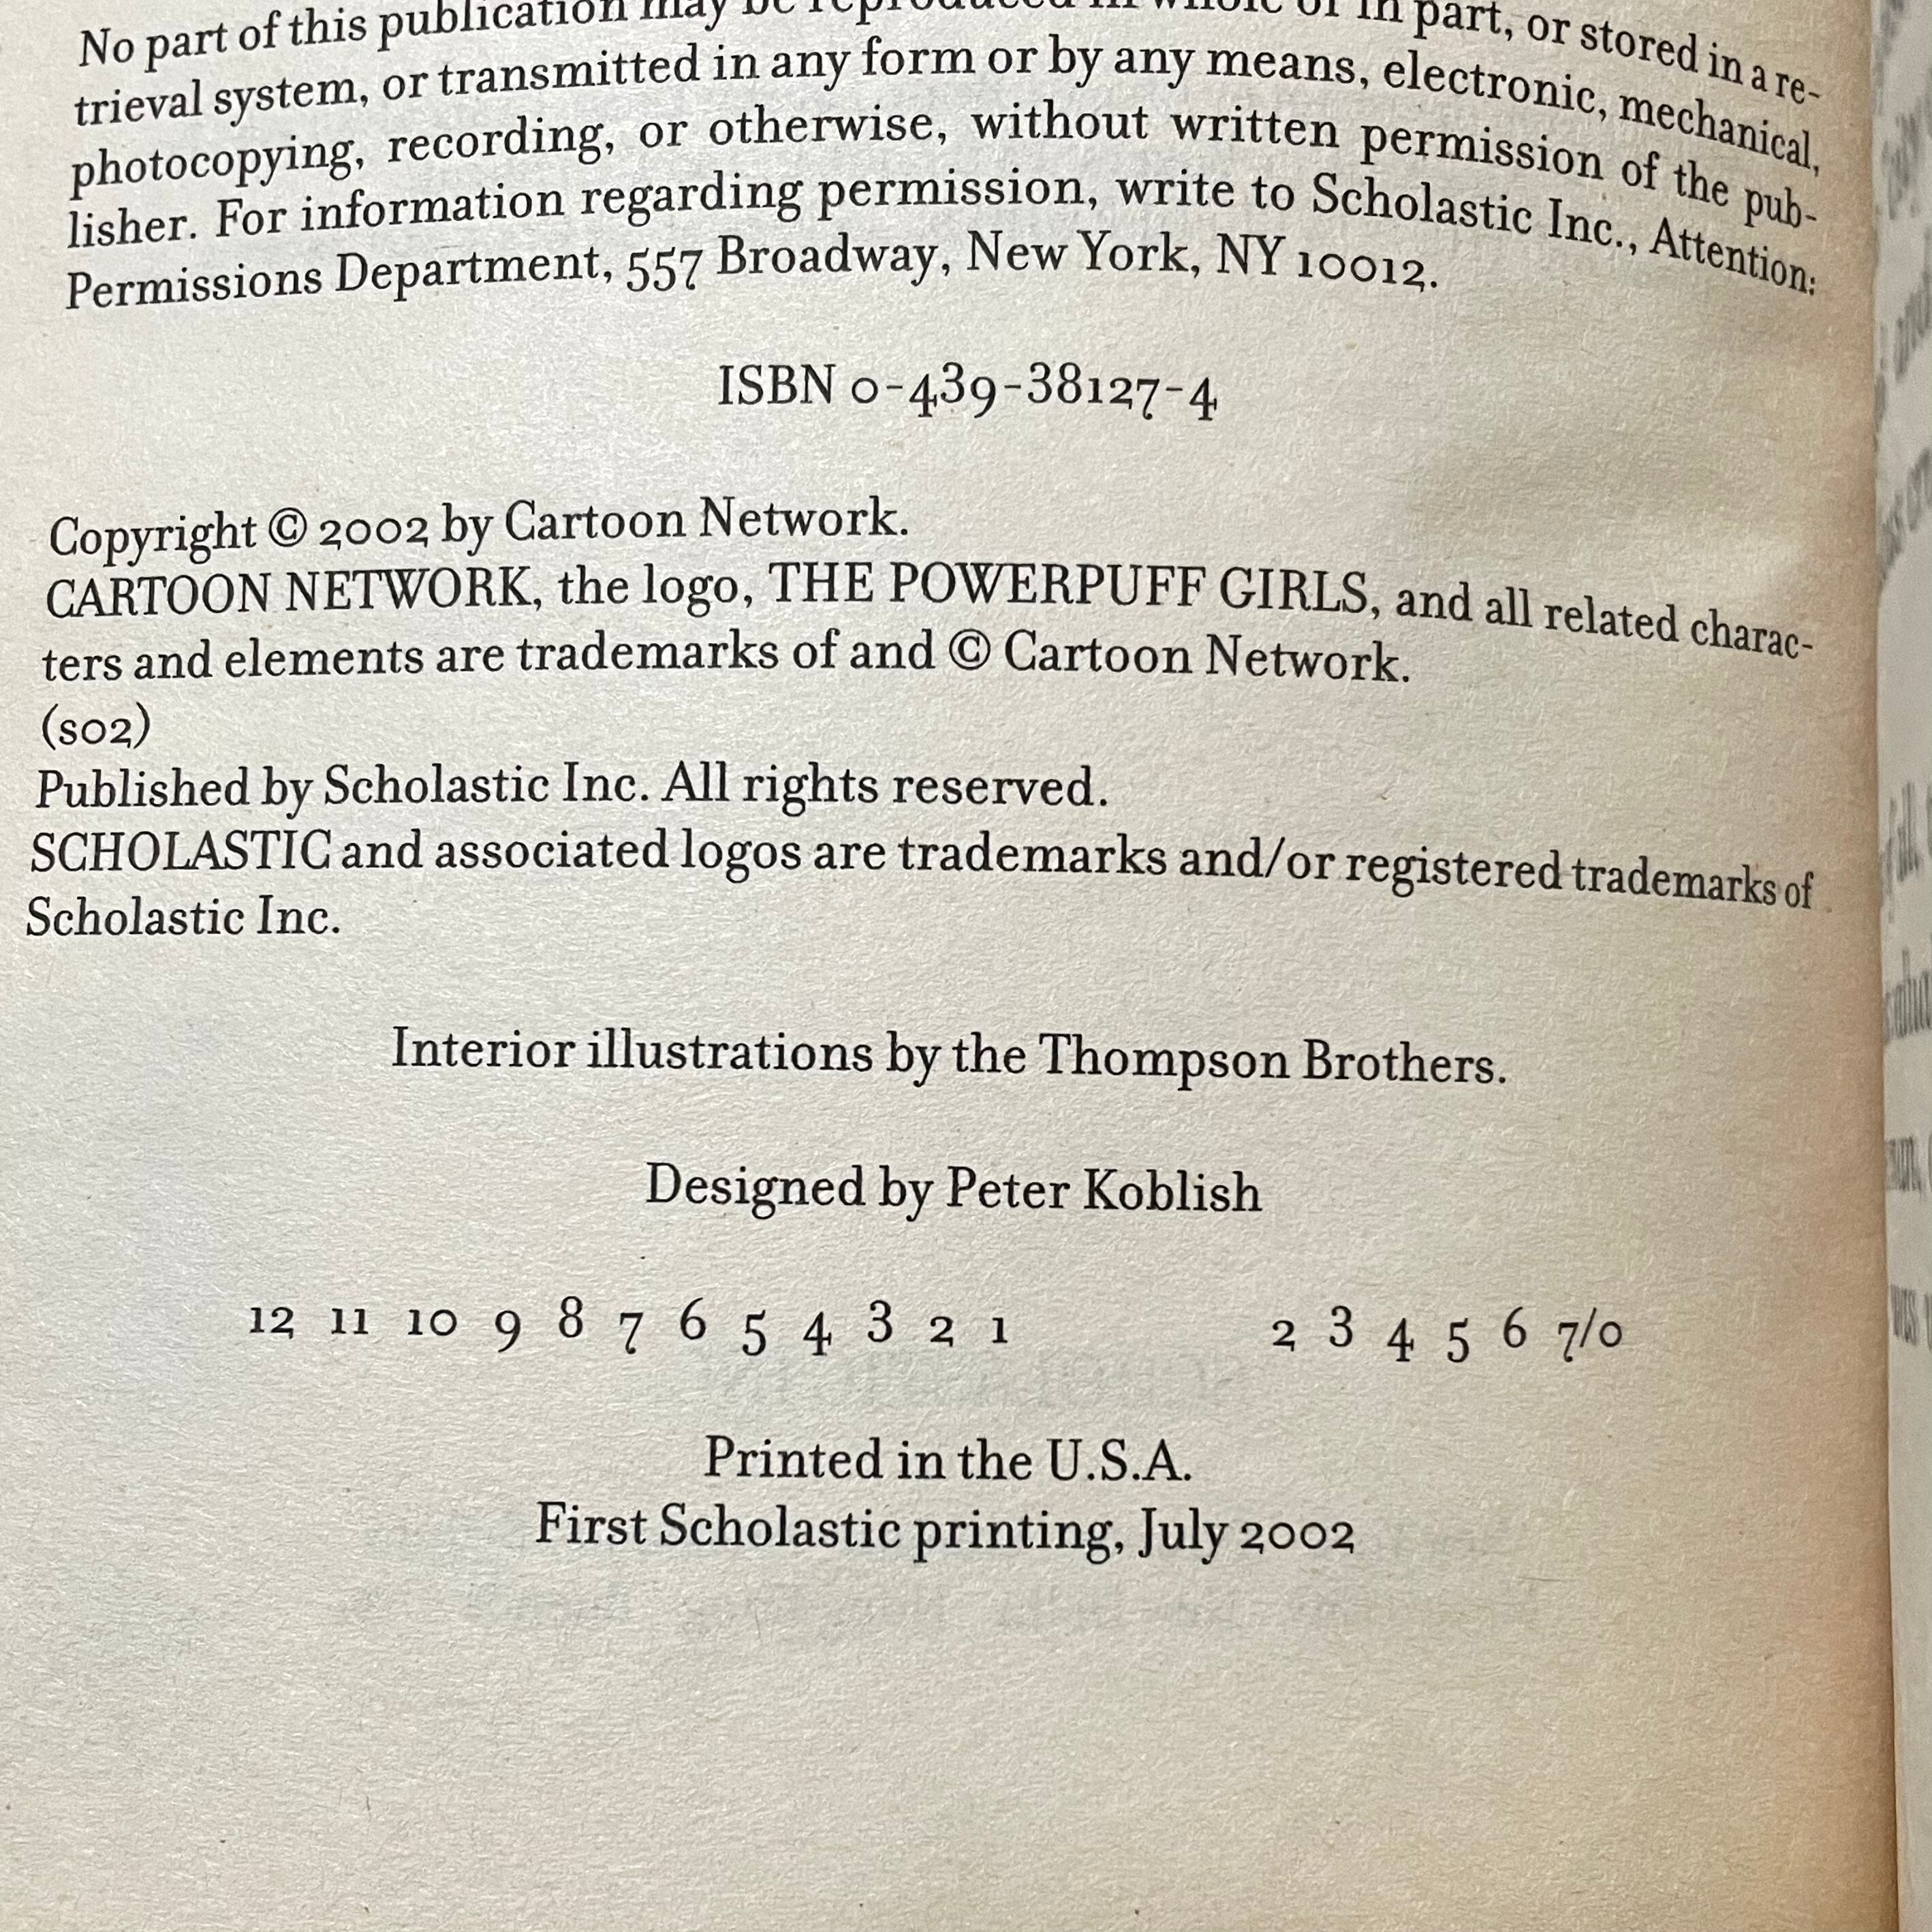 No part of this publication may be reproduced in whole or in part, or stored in a re-
trieval system, or transmitted in any form or by any means, electronic, mechanical,
photocopying, recording, or otherwise, without written permission of the pub-
lisher. For information regarding permission, write to Scholastic Inc., Attention:
Permissions Department, 557 Broadway, New York, NY 10012.
ISBN 0-439-38127-4
Copyright © 2002 by Cartoon Network.
CARTOON NETWORK, the logo, THE POWERPUFF GIRLS, and all related charac-
ters and elements are trademarks of and © Cartoon Network.
(s02)
Published by Scholastic Inc. All rights reserved.
SCHOLASTIC and associated logos are trademarks and/or registered trademarks of
Scholastic Inc.
Interior illustrations by the Thompson Brothers.
Designed by Peter Koblish
12 11 10 9 8 7 6 5 4 3 2 1 2 3 4 5 6 7/0
Printed in the U.S.A.
First Scholastic printing, July 2002